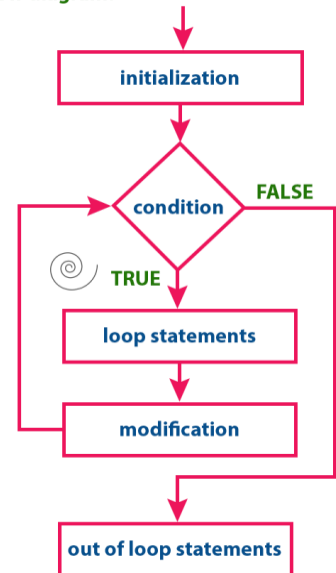 initialization
condition
FALSE
TRUE
loop statements
modification
out of loop statements